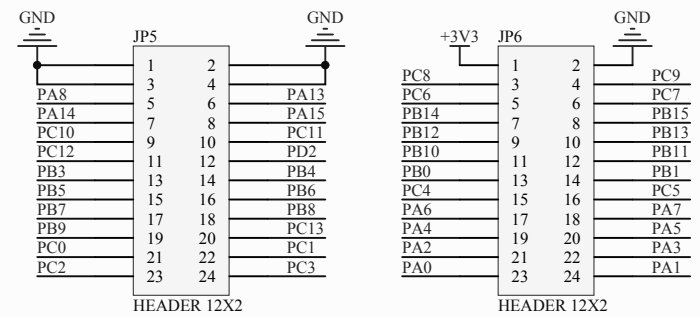 GND GND
JP5
1 2
3 4
PA8 5 6 PA13
PA14 7 8 PA15
PC10 9 10 PC11
PC12 11 12 PD2
PB3 13 14 PB4
PB5 15 16 PB6
PB7 17 18 PB8
PB9 19 20 PC13
PC0 21 22 PC1
PC2 23 24 PC3
HEADER 12X2
GND
+3V3 JP6
1 2
PC8 3 4 PC9
PC6 5 6 PC7
PB14 7 8 PB15
PB12 9 10 PB13
PB10 11 12 PB11
PB0 13 14 PB1
PC4 15 16 PC5
PA6 17 18 PA7
PA4 19 20 PA5
PA2 21 22 PA3
PA0 23 24 PA1
HEADER 12X2